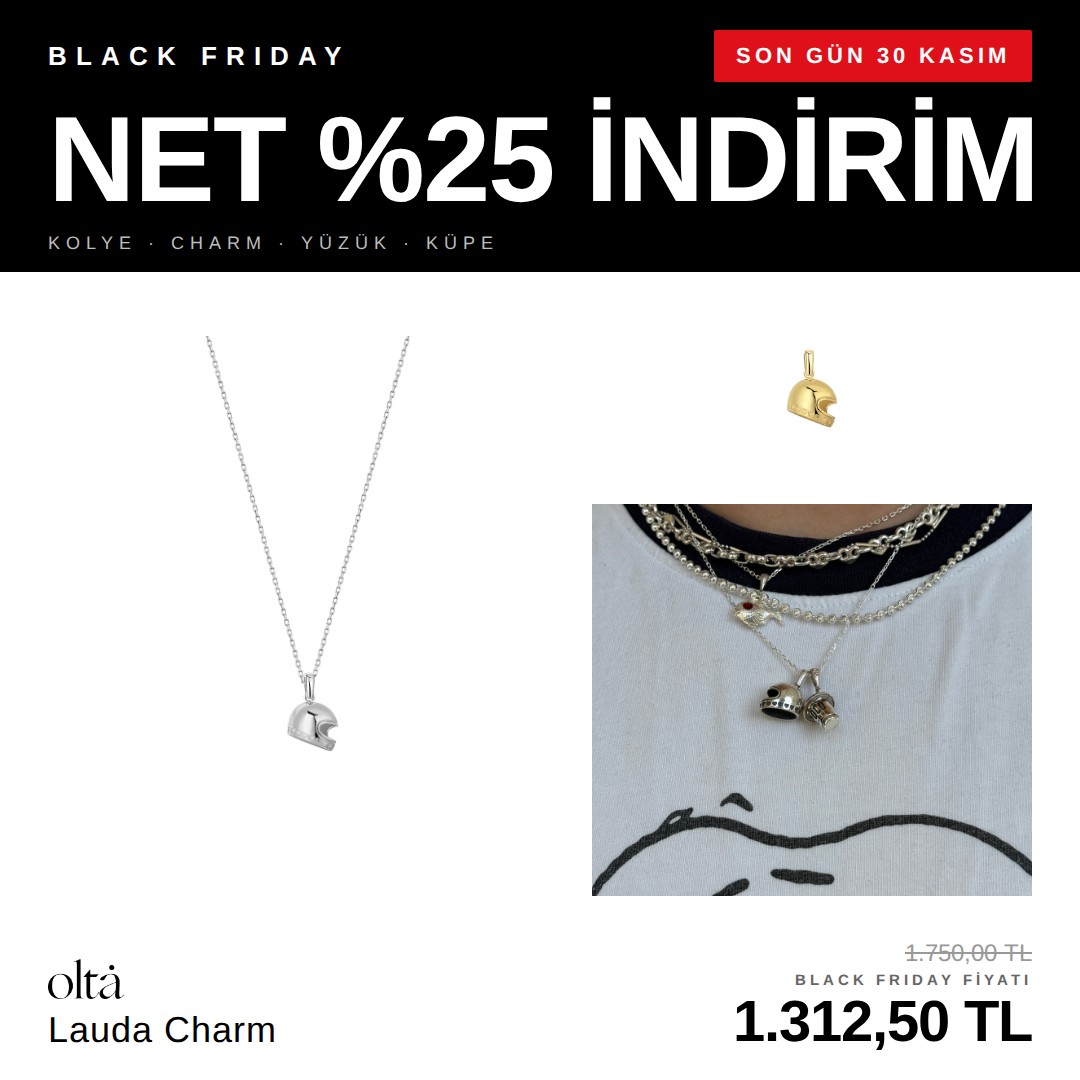 BLACK FRIDAY
SON GÜN 30 KASIM
NET %25 İNDİRİM
KOLYE · CHARM · YÜZÜK · KÜPE
olta
Lauda Charm
1.750,00 TL
BLACK FRIDAY FİYATI
1.312,50 TL